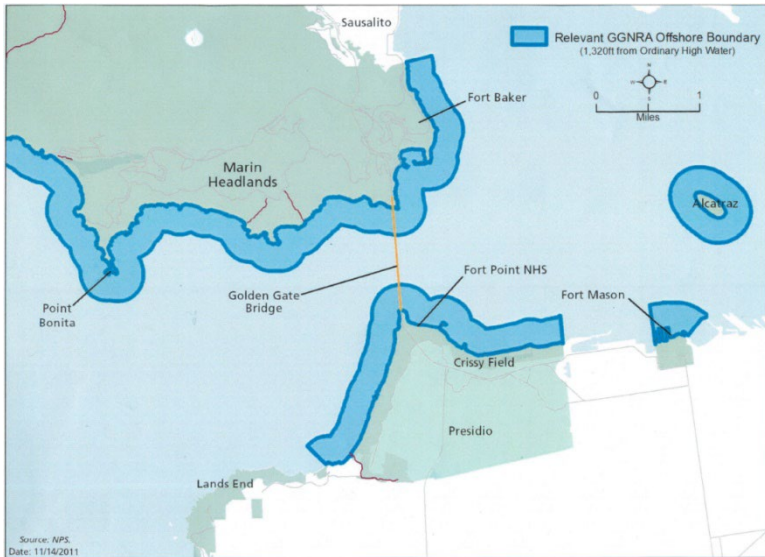 Sausalito
Relevant GGNRA Offshore Boundary
(1,320ft from Ordinary High Water)
N
W
E
S
0
1
Miles
Fort Baker
Marin
Headlands
Alcatraz
Point
Bonita
Golden Gate
Bridge
Fort Point NHS
Fort Mason
Crissy Field
Presidio
Lands End
Source: NPS.
Date: 11/14/2011